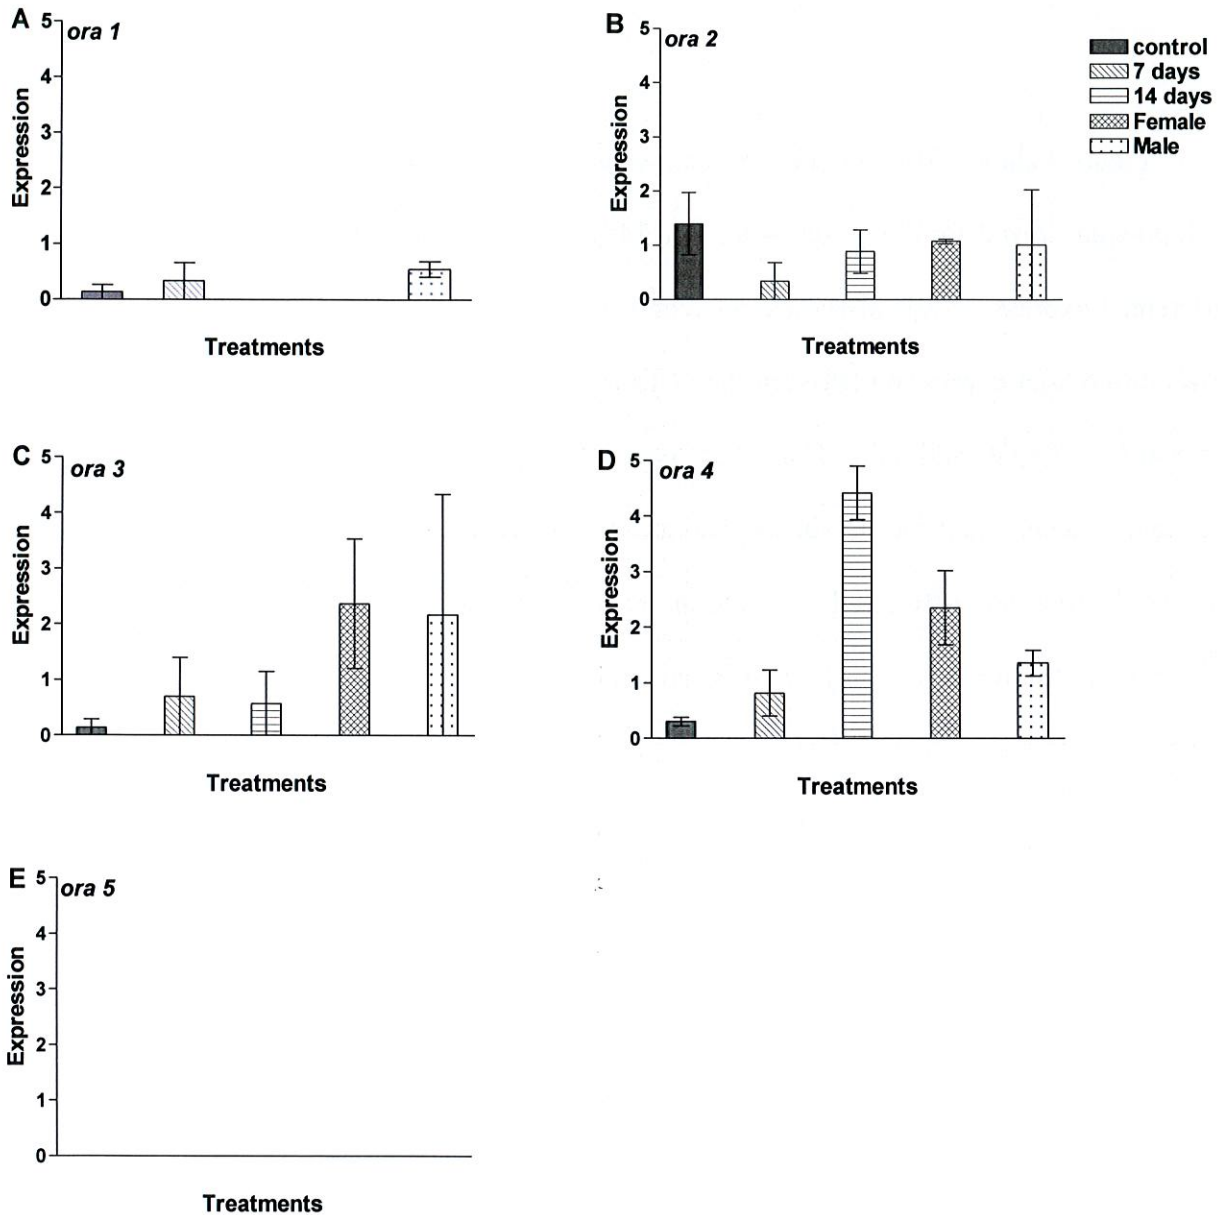 A
5
ora 1
4
3
2
1
0
Expression
Treatments
B
5
ora 2
4
3
2
1
0
Expression
Treatments
control
7 days
14 days
Female
Male
C
5
ora 3
4
3
2
1
0
Expression
Treatments
D
5
ora 4
4
3
2
1
0
Expression
Treatments
E
5
ora 5
4
3
2
1
0
Expression
Treatments